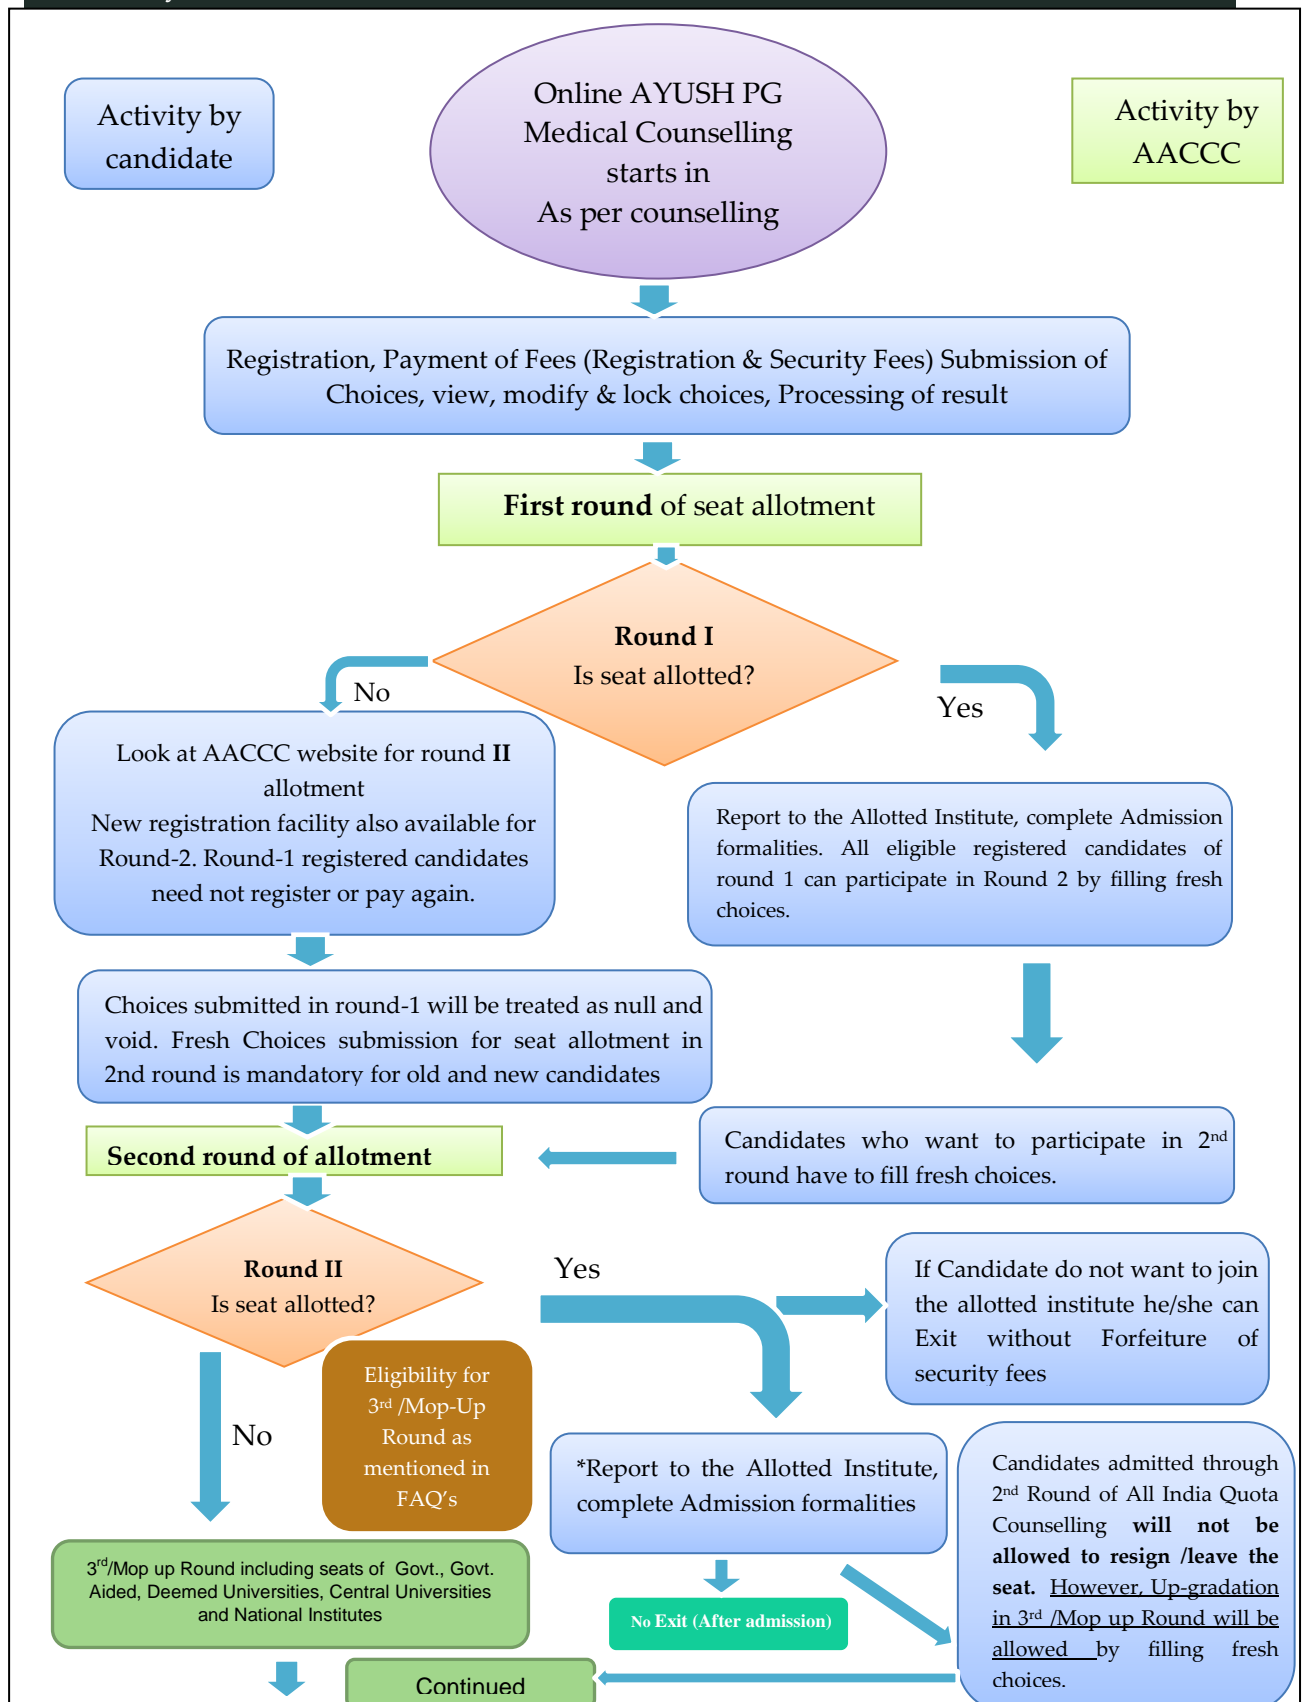 Activity by
candidate
Online AYUSH PG
Medical Counselling
starts in
As per counselling
Activity by
AACCC
Registration, Payment of Fees (Registration & Security Fees) Submission of
Choices, view, modify & lock choices, Processing of result
First round of seat allotment
Round I
Is seat allotted?
No
Yes
Look at AACCC website for round II
allotment
New registration facility also available for
Round-2. Round-1 registered candidates
need not register or pay again.
Report to the Allotted Institute, complete Admission
formalities. All eligible registered candidates of
round 1 can participate in Round 2 by filling fresh
choices.
Choices submitted in round-1 will be treated as null and
void. Fresh Choices submission for seat allotment in
2nd round is mandatory for old and new candidates
Candidates who want to participate in 2nd
round have to fill fresh choices.
Second round of allotment
Round II
Is seat allotted?
Yes
If Candidate do not want to join
the allotted institute he/she can
Exit without Forfeiture of
security fees
Eligibility for
3rd /Mop-Up
Round as
mentioned in
FAQ's
No
*Report to the Allotted Institute,
complete Admission formalities
Candidates admitted through
2nd Round of All India Quota
Counselling will not be
allowed to resign /leave the
seat. However, Up-gradation
in 3rd /Mop up Round will be
allowed by filling fresh
choices.
3rd/Mop up Round including seats of Govt., Govt.
Aided, Deemed Universities, Central Universities
and National Institutes
No Exit (After admission)
Continued